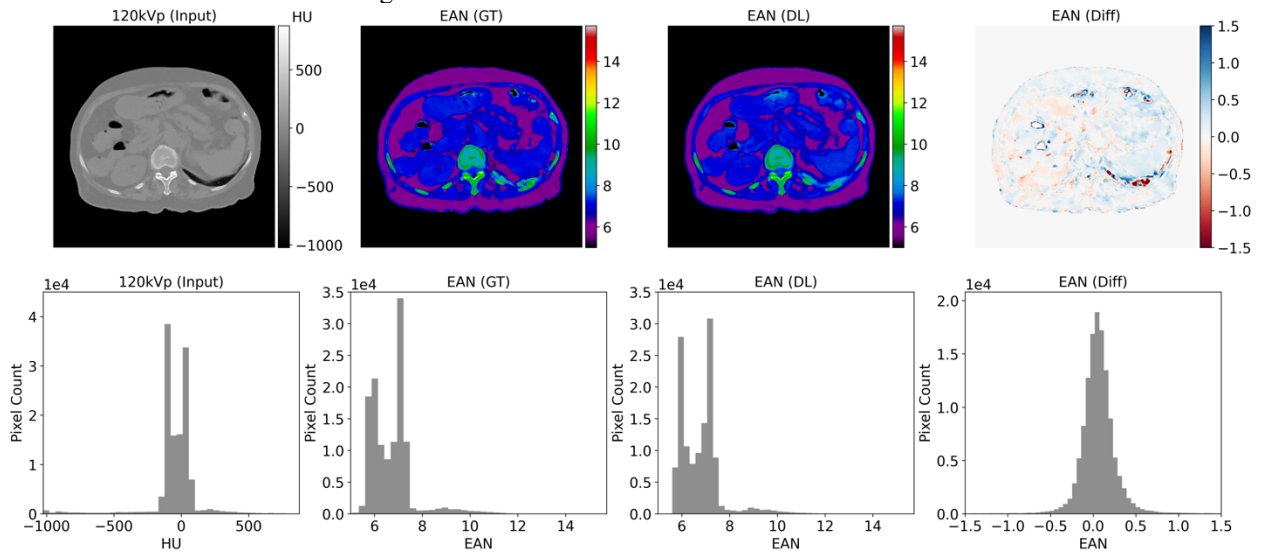 120kVp (Input)
HU
500
0
−500
−1000
EAN (GT)
14
12
10
8
6
EAN (DL)
14
12
10
8
6
EAN (Diff)
1.5
1.0
0.5
0.0
−0.5
−1.0
−1.5
120kVp (Input)
1e4
Pixel Count
4
3
2
1
0
−1000 −500 0 500
HU
EAN (GT)
1e4
Pixel Count
3.5
3.0
2.5
2.0
1.5
1.0
0.5
0.0
6 8 10 12 14
EAN
EAN (DL)
1e4
Pixel Count
3.5
3.0
2.5
2.0
1.5
1.0
0.5
0.0
6 8 10 12 14
EAN
EAN (Diff)
1e4
Pixel Count
2.0
1.5
1.0
0.5
0.0
−1.5 −1.0 −0.5 0.0 0.5 1.0 1.5
EAN